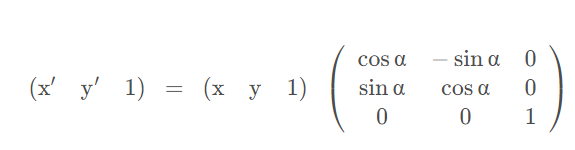 cos α − sin α 0
(x′ y′ 1) = (x y 1) sin α cos α 0
0 0 1